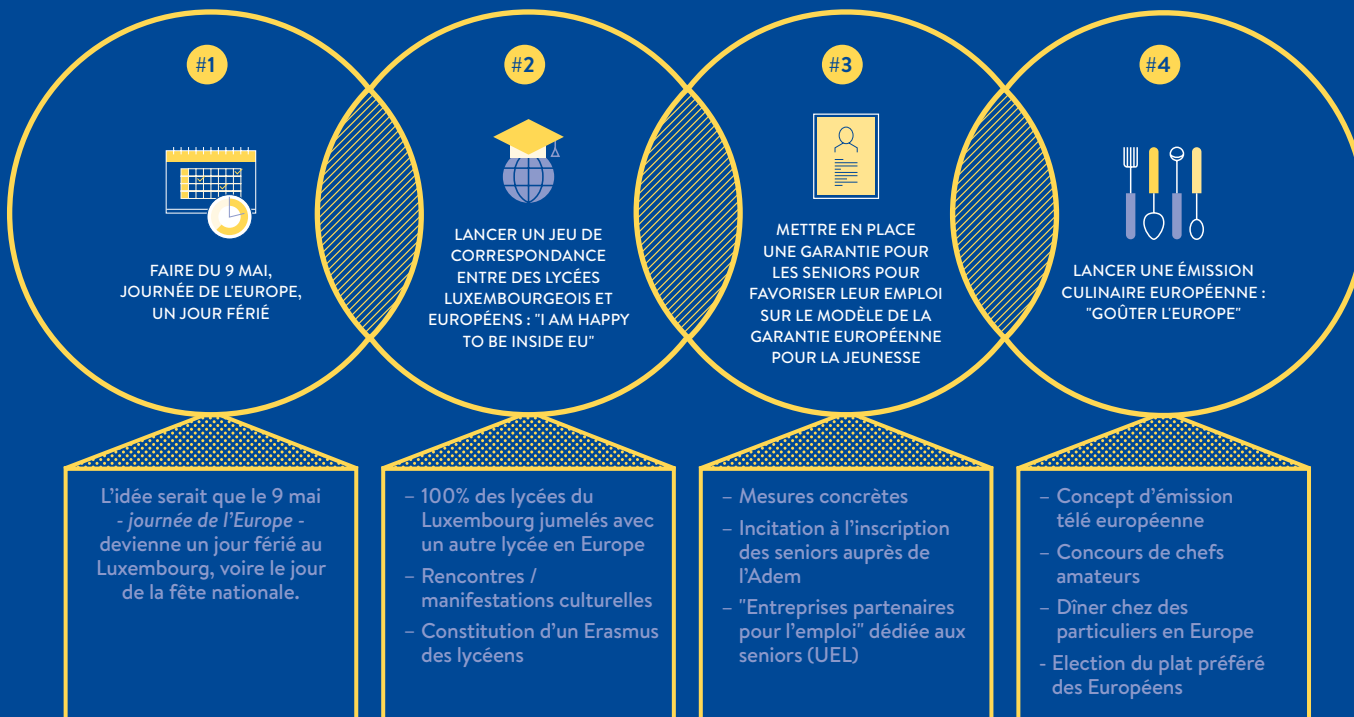 #1
FAIRE DU 9 MAI,
JOURNÉE DE L'EUROPE,
UN JOUR FÉRIÉ
L’idée serait que le 9 mai
- journée de l’Europe -
devienne un jour férié au
Luxembourg, voire le jour
de la fête nationale.
#2
LANCER UN JEU DE
CORRESPONDANCE
ENTRE DES LYCÉES
LUXEMBOURGEOIS ET
EUROPÉENS : "I AM HAPPY
TO BE INSIDE EU"
– 100% des lycées du
Luxembourg jumelés avec
un autre lycée en Europe
– Rencontres /
manifestations culturelles
– Constitution d’un Erasmus
des lycéens
#3
METTRE EN PLACE
UNE GARANTIE POUR
LES SENIORS POUR
FAVORISER LEUR EMPLOI
SUR LE MODÈLE DE LA
GARANTIE EUROPÉENNE
POUR LA JEUNESSE
– Mesures concrètes
– Incitation à l’inscription
des seniors auprès de
l’Adem
– "Entreprises partenaires
pour l’emploi" dédiée aux
seniors (UEL)
#4
LANCER UNE ÉMISSION
CULINAIRE EUROPÉENNE :
"GOÛTER L'EUROPE"
– Concept d’émission
télé européenne
– Concours de chefs
amateurs
– Dîner chez des
particuliers en Europe
- Election du plat préféré
des Européens